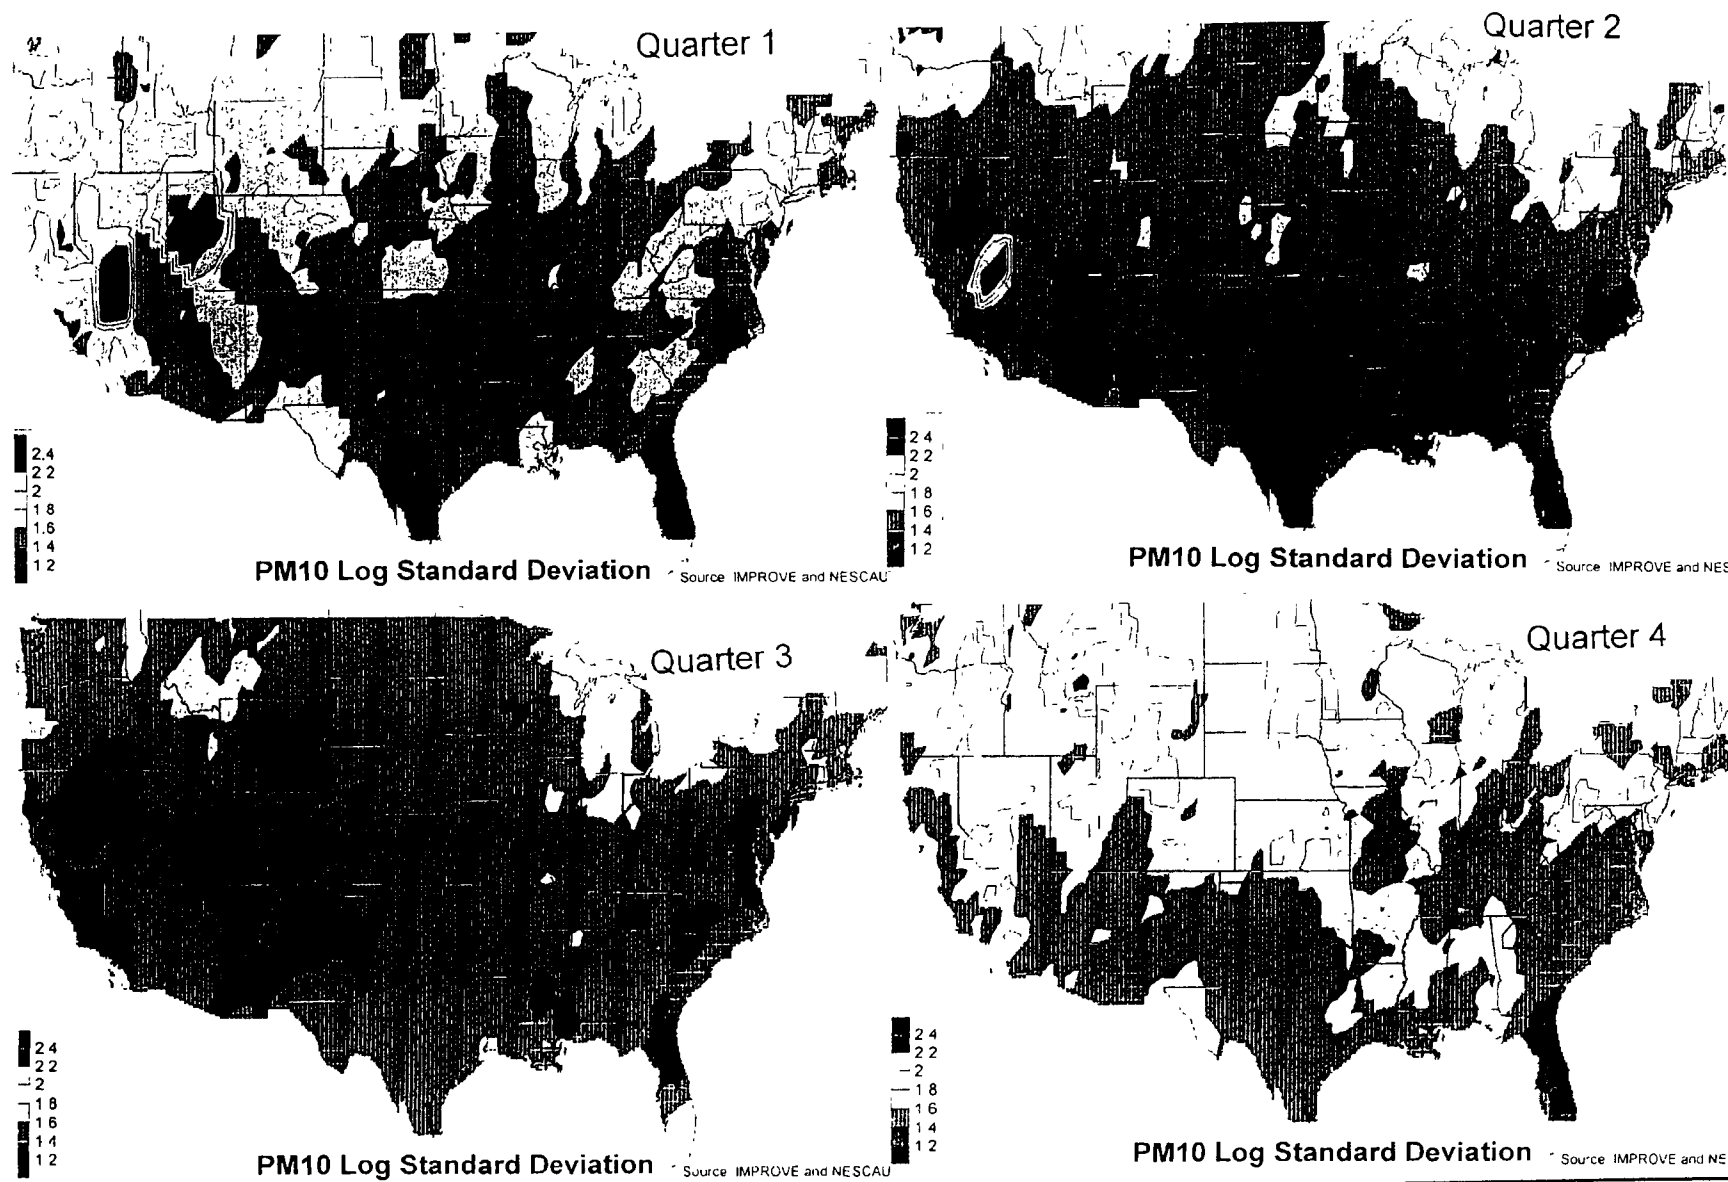 Quarter 1
2.4
2 2
2
1 8
1.6
1 4
1 2
PM10 Log Standard Deviation
Source IMPROVE and NESCAU
Quarter 2
2 4
2 2
2
1 8
1 6
1 4
1 2
PM10 Log Standard Deviation
Source IMPROVE and NES
Quarter 3
2 4
2 2
2
1 8
1 6
1 4
1 2
PM10 Log Standard Deviation
Source IMPROVE and NESCAU
Quarter 4
2 4
2 2
2
1 8
1 6
1 4
1 2
PM10 Log Standard Deviation
Source IMPROVE and NE